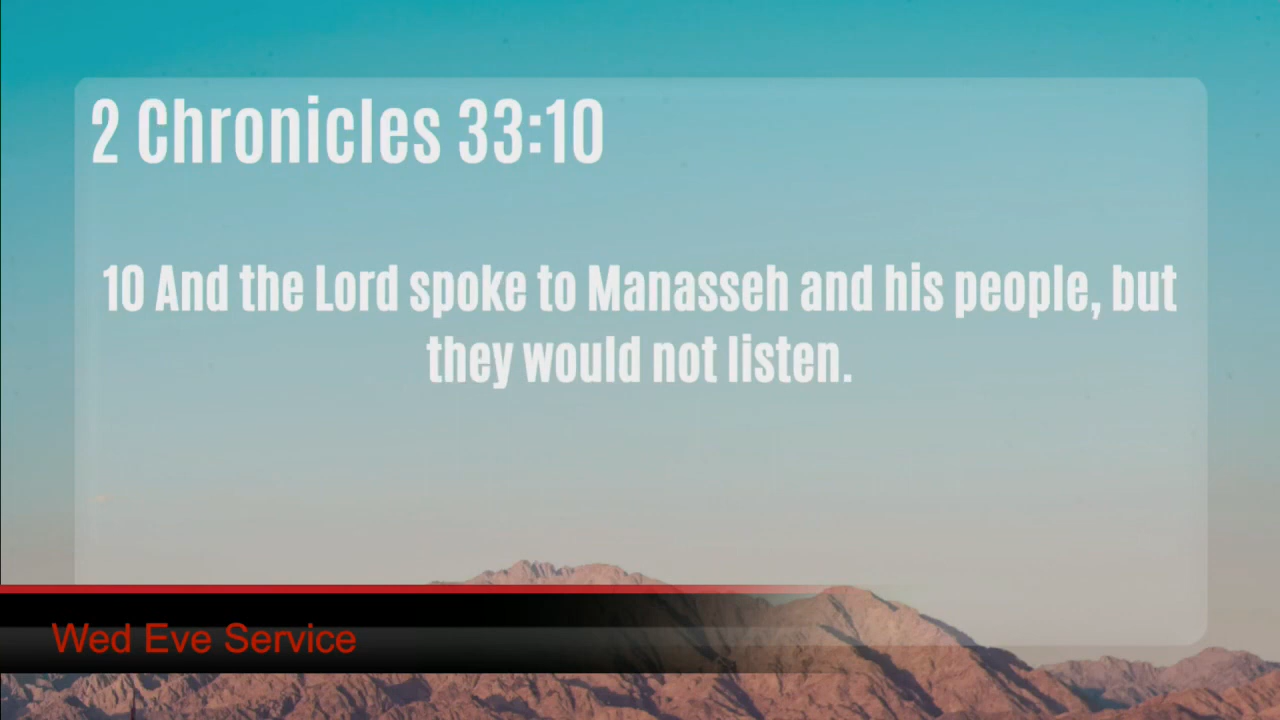 2 Chronicles 33:10
10 And the Lord spoke to Manasseh and his people, but
they would not listen.
Wed Eve Service